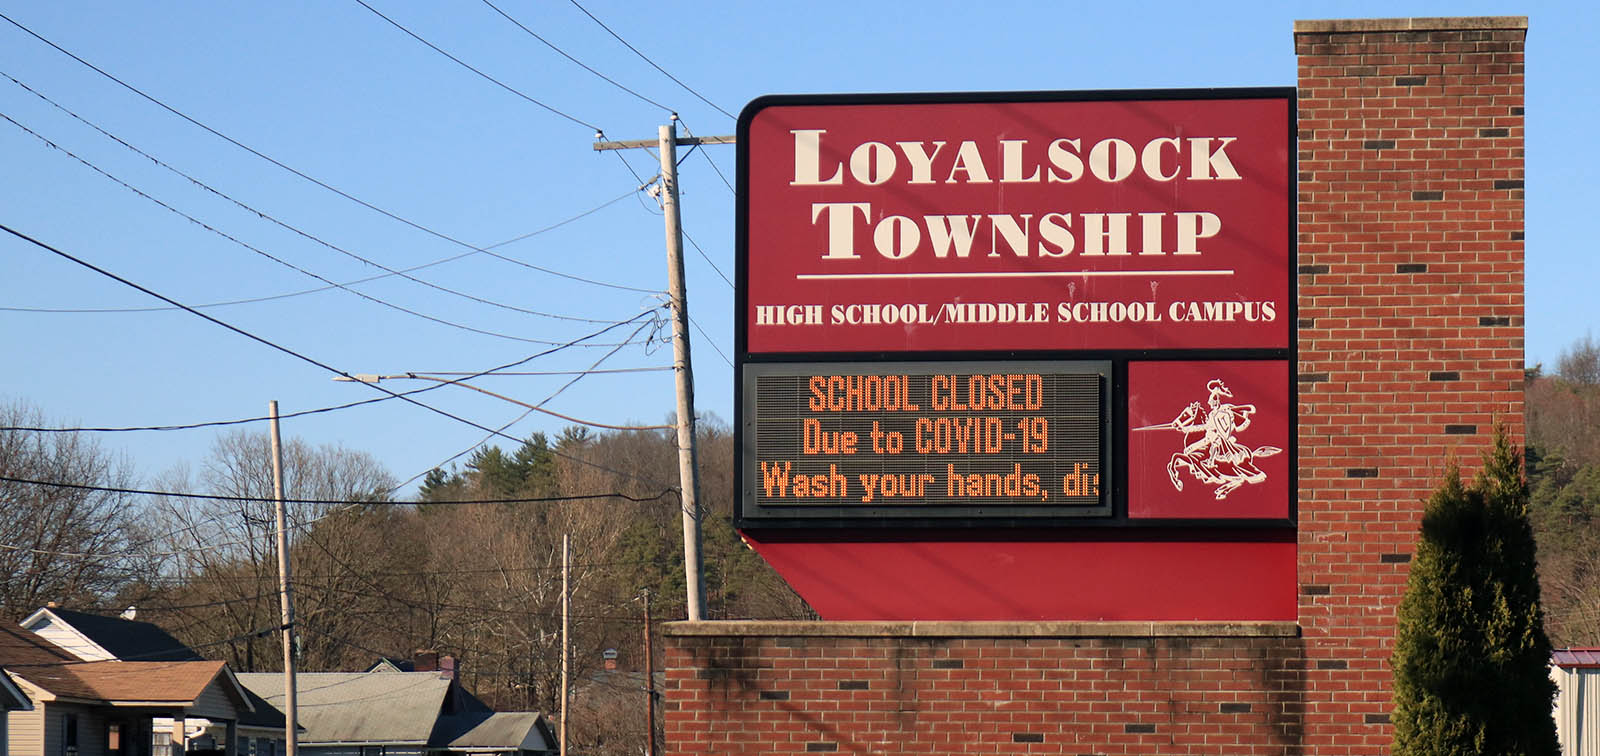 LOYALSOCK
TOWNSHIP
HIGH SCHOOL/MIDDLE SCHOOL CAMPUS
SCHOOL CLOSED
Due to COVID-19
Wash your hands,